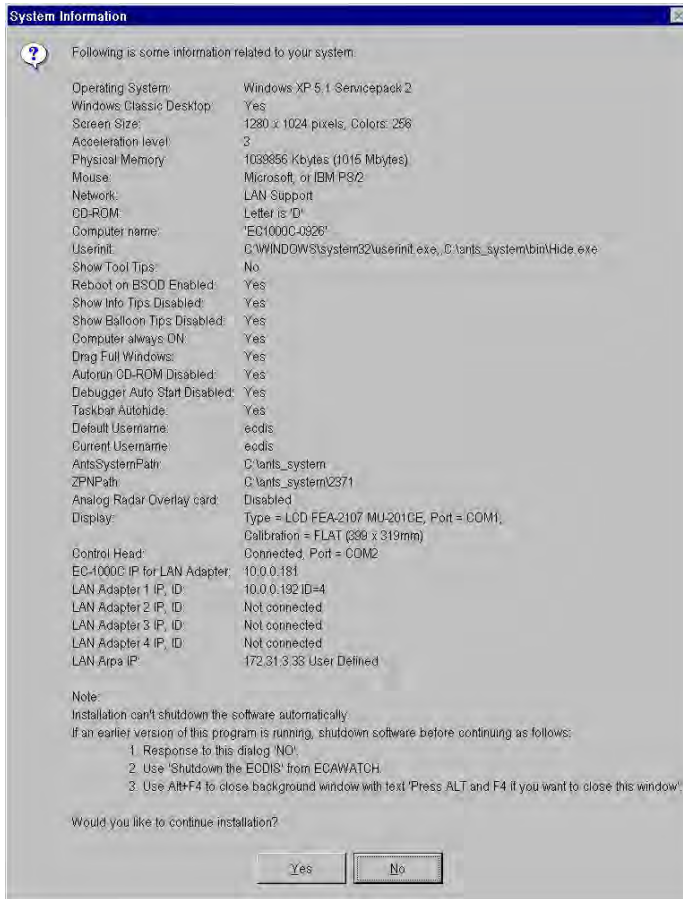 System Information
Following is some information related to your system.
Operating System: Windows XP 5.1 Servicepack 2
Windows Classic Desktop: Yes
Screen Size: 1280 x 1024 pixels, Colors: 256
Acceleration level: 3
Physical Memory: 1039856 Kbytes (1015 Mbytes)
Mouse: Microsoft, or IBM PS/2
Network: LAN Support
CD-ROM: Letter is 'D'
Computer name: 'EC1000C-0926'
Userinit: C:\WINDOWS\system32\userinit.exe,,C:\ants_system\bin\Hide.exe
Show Tool Tips: No
Reboot on BSOD Enabled: Yes
Show Info Tips Disabled: Yes
Show Balloon Tips Disabled: Yes
Computer always ON: Yes
Drag Full Windows: Yes
Autorun CD-ROM Disabled: Yes
Debugger Auto Start Disabled: Yes
Taskbar Autohide: Yes
Default Username: ecdis
Current Username: ecdis
AntsSystemPath: C:\ants_system
ZPNPath: C:\ants_system\2371
Analog Radar Overlay card: Disabled
Display: Type = LCD FEA-2107 MU-201CE, Port = COM1,
Calibration = FLAT (399 x 319mm)
Control Head: Connected, Port = COM2
EC-1000C IP for LAN Adapter: 10.0.0.181
LAN Adapter 1 IP, ID: 10.0.0.192 ID=4
LAN Adapter 2 IP, ID: Not connected
LAN Adapter 3 IP, ID: Not connected
LAN Adapter 4 IP, ID: Not connected
LAN Arpa IP: 172.31.3.33 User Defined
Note:
Installation can't shutdown the software automatically.
If an earlier version of this program is running, shutdown software before continuing as follows:
1. Response to this dialog 'NO'.
2. Use 'Shutdown the ECDIS' from ECAWATCH.
3. Use Alt+F4 to close background window with text 'Press ALT and F4 if you want to close this window'.
Would you like to continue installation?
Yes
No